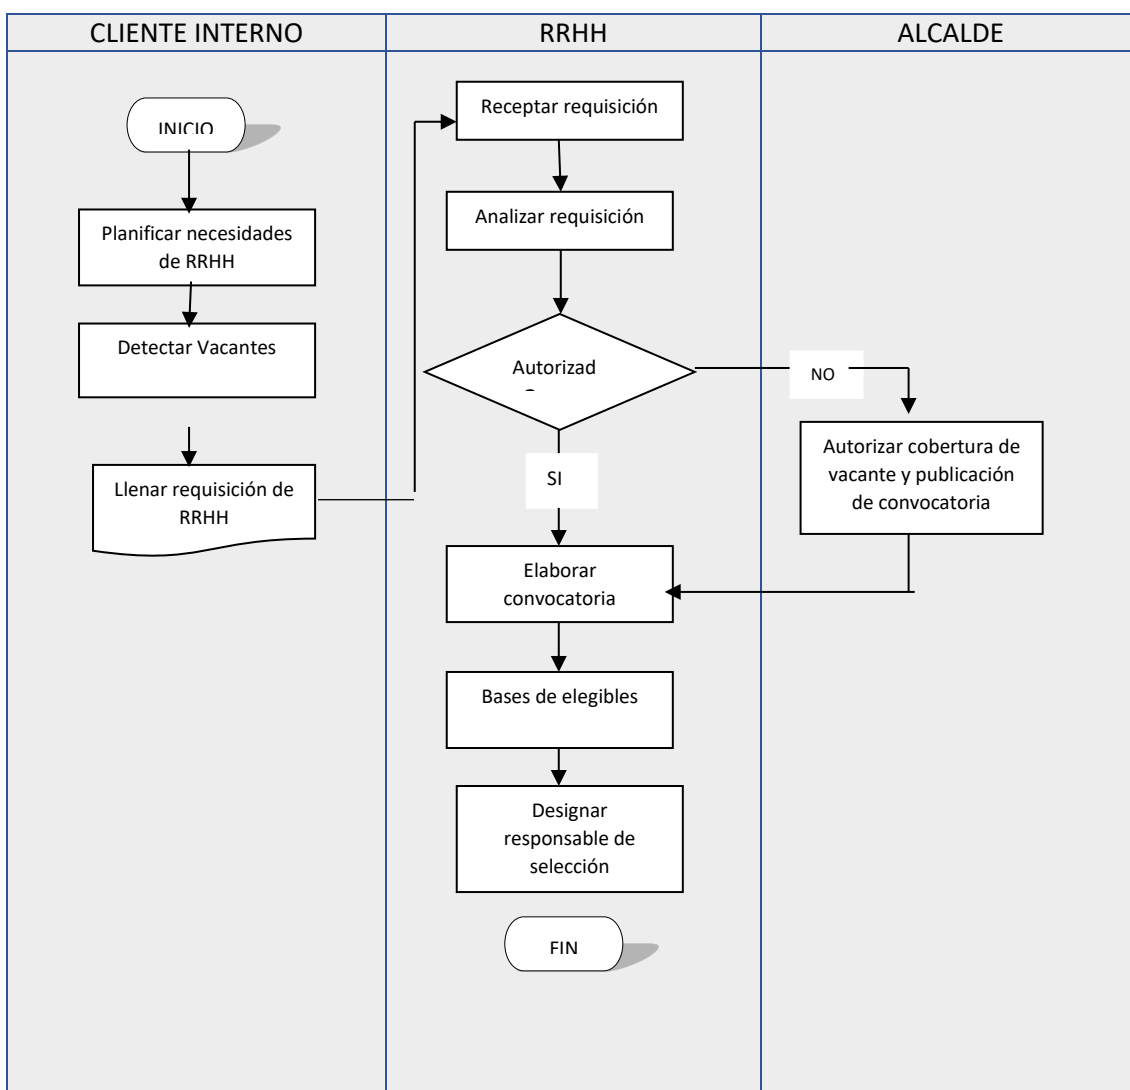 CLIENTE INTERNO
RRHH
ALCALDE
INICIO
Planificar necesidades
de RRHH
Detectar Vacantes
Llenar requisición de
RRHH
Receptar requisición
Analizar requisición
Autorizad
NO
SI
Autorizar cobertura de
vacante y publicación
de convocatoria
Elaborar
convocatoria
Bases de elegibles
Designar
responsable de
selección
FIN